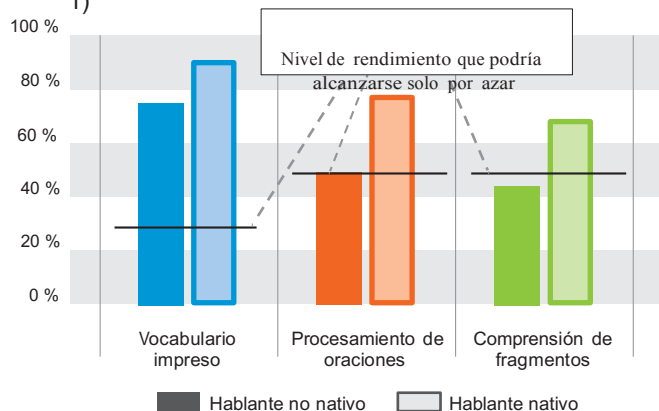 1)
100 %
Nivel de rendimiento que podría
alcanzarse solo por azar
80 %
60 %
40 %
20 %
0 %
Vocabulario
impreso
Procesamiento de
oraciones
Comprensión de
fragmentos
Hablante no nativo
Hablante nativo